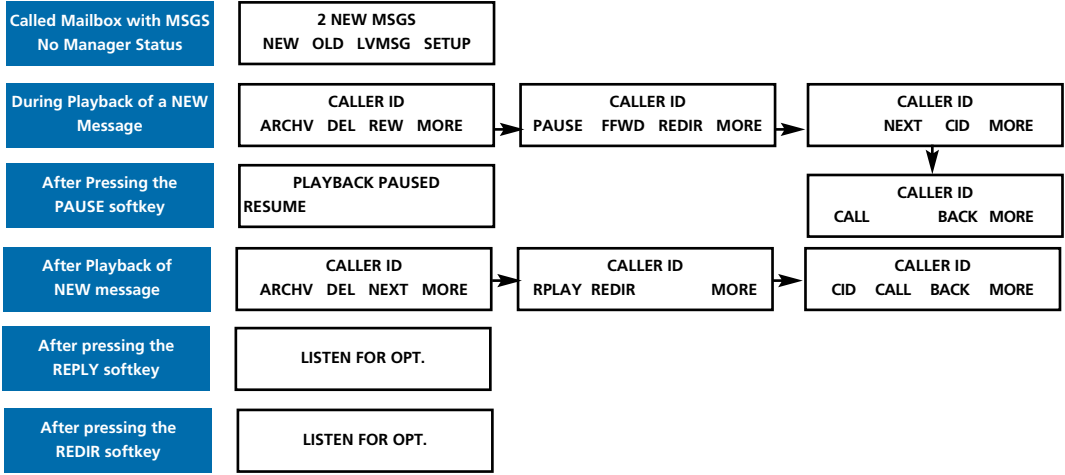 Called Mailbox with MSGS
No Manager Status
2 NEW MSGS
NEW OLD LVMSG SETUP
During Playback of a NEW
Message
CALLER ID
ARCHV DEL REW MORE
CALLER ID
PAUSE FFWD REDIR MORE
CALLER ID
NEXT CID MORE
After Pressing the
PAUSE softkey
PLAYBACK PAUSED
RESUME
CALLER ID
CALL BACK MORE
After Playback of
NEW message
CALLER ID
ARCHV DEL NEXT MORE
CALLER ID
RPLAY REDIR MORE
CALLER ID
CID CALL BACK MORE
After pressing the
REPLY softkey
LISTEN FOR OPT.
After pressing the
REDIR softkey
LISTEN FOR OPT.